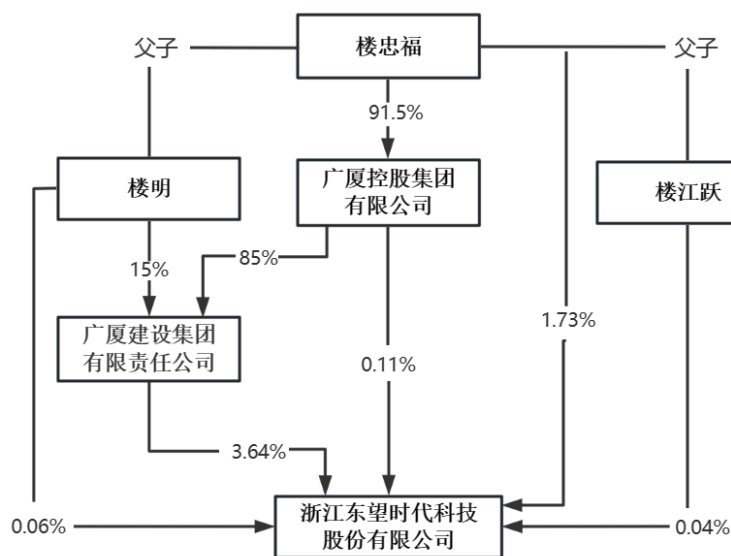 父子
楼忠福
父子
91.5%
楼明
广厦控股集团
有限公司
楼江跃
15%
85%
广厦建设集团
有限责任公司
0.11%
1.73%
3.64%
浙江东望时代科技
股份有限公司
0.06%
0.04%